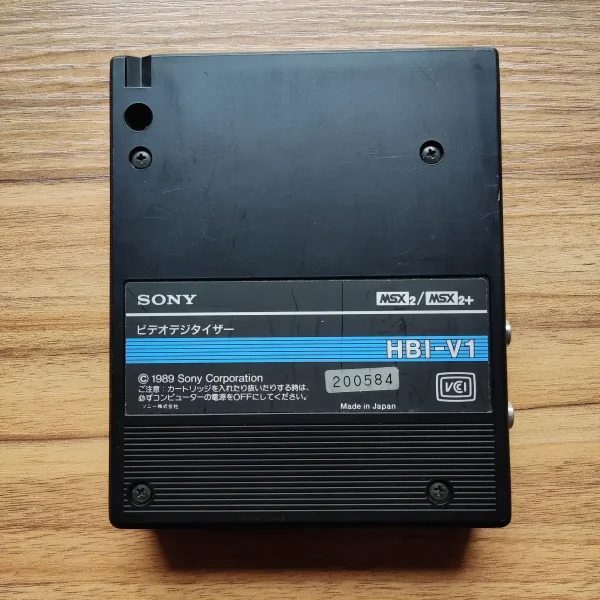 SONY
MSX2/MSX2+
ビデオデジタイザー
HBI-V1
© 1989 Sony Corporation
ご注意：カートリッジを入れたり抜いたりする時は、
必ずコンピューターの電源をOFFにしてください。
ソニー株式会社
200584
Made in Japan
VCI